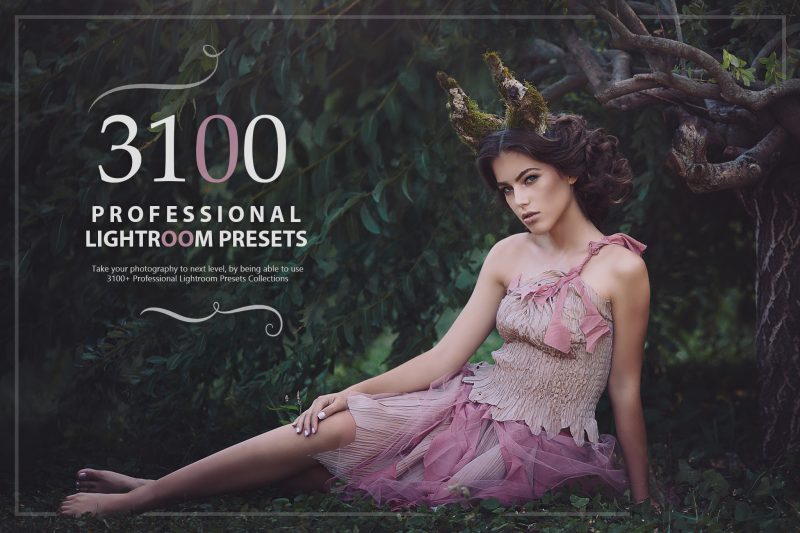 3100
PROFESSIONAL
LIGHTROOM PRESETS
Take your photography to next level, by being able to use
3100+ Professional Lightroom Presets Collections